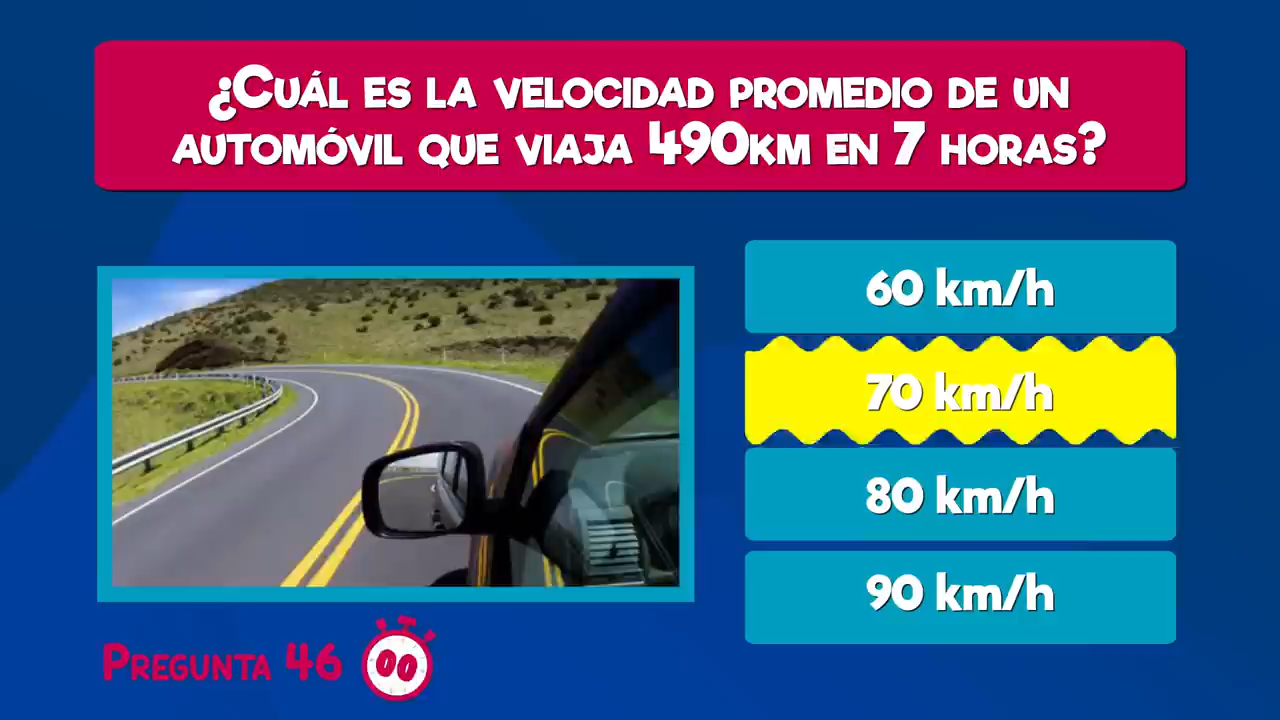 ¿Cuál es la velocidad promedio de un
automóvil que viaja 490km en 7 horas?
60 km/h
70 km/h
80 km/h
90 km/h
Pregunta 46
00